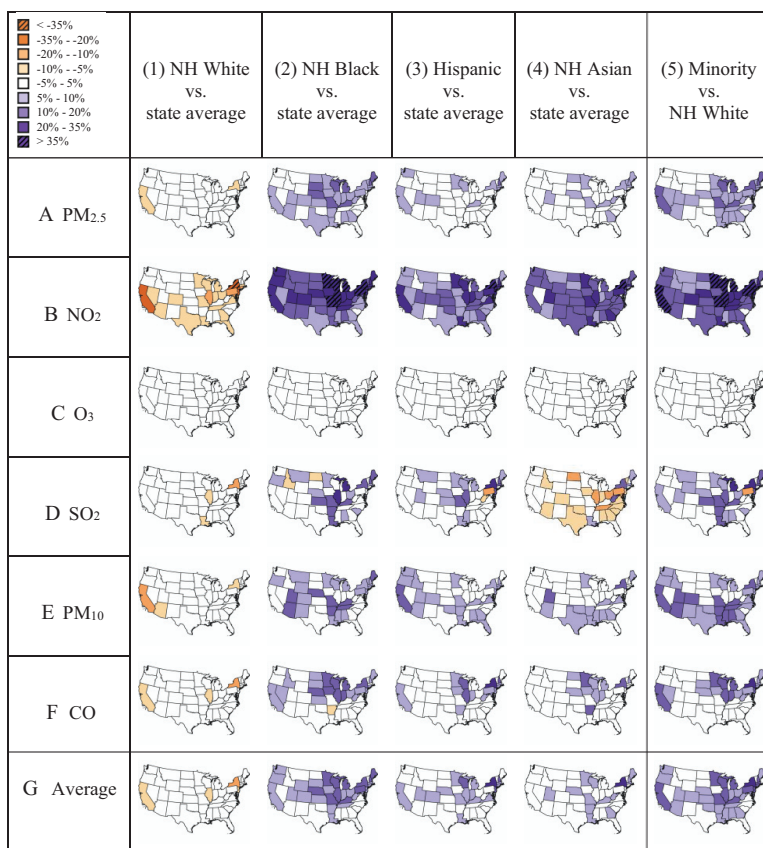 < -35%
-35% - -20%
-20% - -10%
-10% - -5%
-5% - 5%
5% - 10%
10% - 20%
20% - 35%
> 35%
(1) NH White
vs.
state average
(2) NH Black
vs.
state average
(3) Hispanic
vs.
state average
(4) NH Asian
vs.
state average
(5) Minority
vs.
NH White
A PM2.5
B NO2
C O3
D SO2
E PM10
F CO
G Average